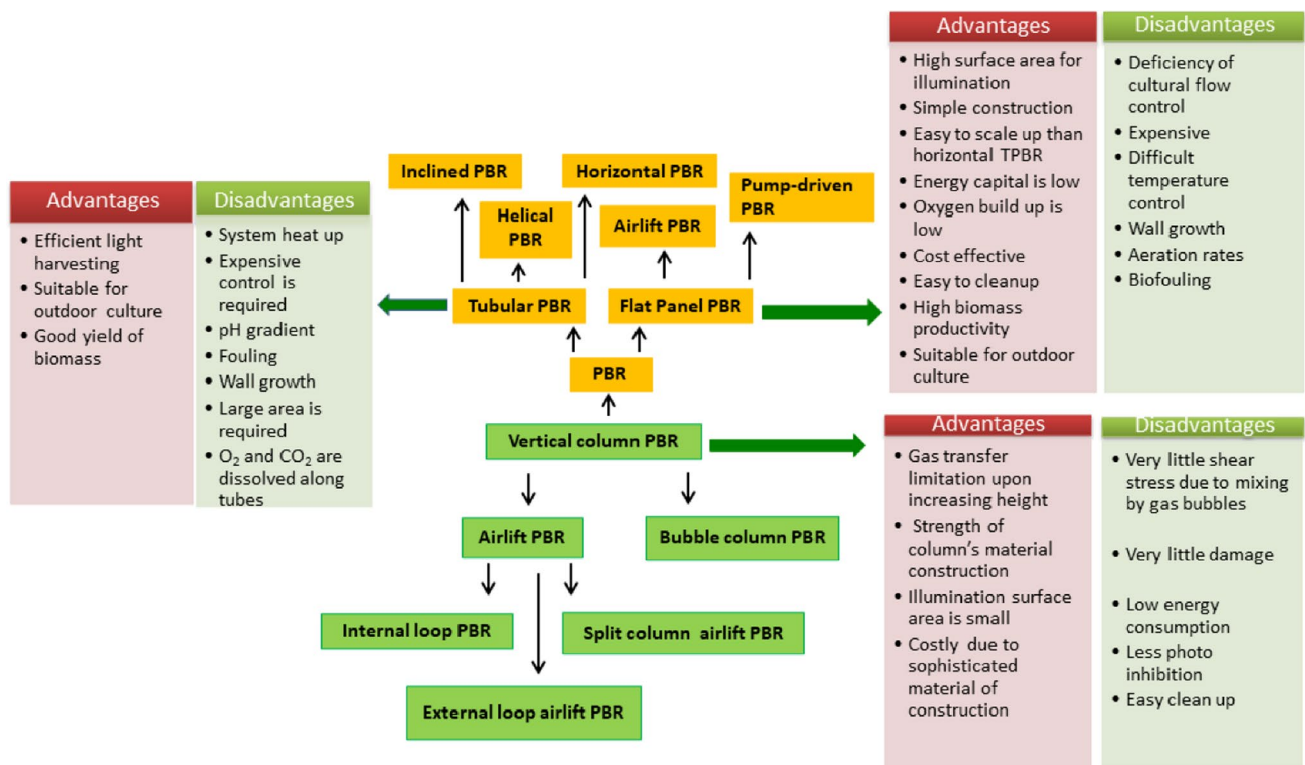 Advantages
• High surface area for
illumination
• Simple construction
• Easy to scale up than
horizontal TPBR
• Energy capital is low
• Oxygen build up is
low
• Cost effective
• Easy to cleanup
• High biomass
productivity
• Suitable for outdoor
culture
Disadvantages
• Deficiency of
cultural flow
control
• Expensive
• Difficult
temperature
control
• Wall growth
• Aeration rates
• Biofouling
Inclined PBR
Horizontal PBR
Pump-driven
PBR
Helical
PBR
Airlift PBR
Tubular PBR
Flat Panel PBR
PBR
Advantages
• Efficient light
harvesting
• Suitable for
outdoor culture
• Good yield of
biomass
Disadvantages
• System heat up
• Expensive
control is
required
• pH gradient
• Fouling
• Wall growth
• Large area is
required
• O₂ and CO₂ are
dissolved along
tubes
Vertical column PBR
Airlift PBR
Bubble column PBR
Internal loop PBR
Split column airlift PBR
External loop airlift PBR
Advantages
• Gas transfer
limitation upon
increasing height
• Strength of
column's material
construction
• Illumination surface
area is small
• Costly due to
sophisticated
material of
construction
Disadvantages
• Very little shear
stress due to mixing
by gas bubbles
• Very little damage
• Low energy
consumption
• Less photo
inhibition
• Easy clean up